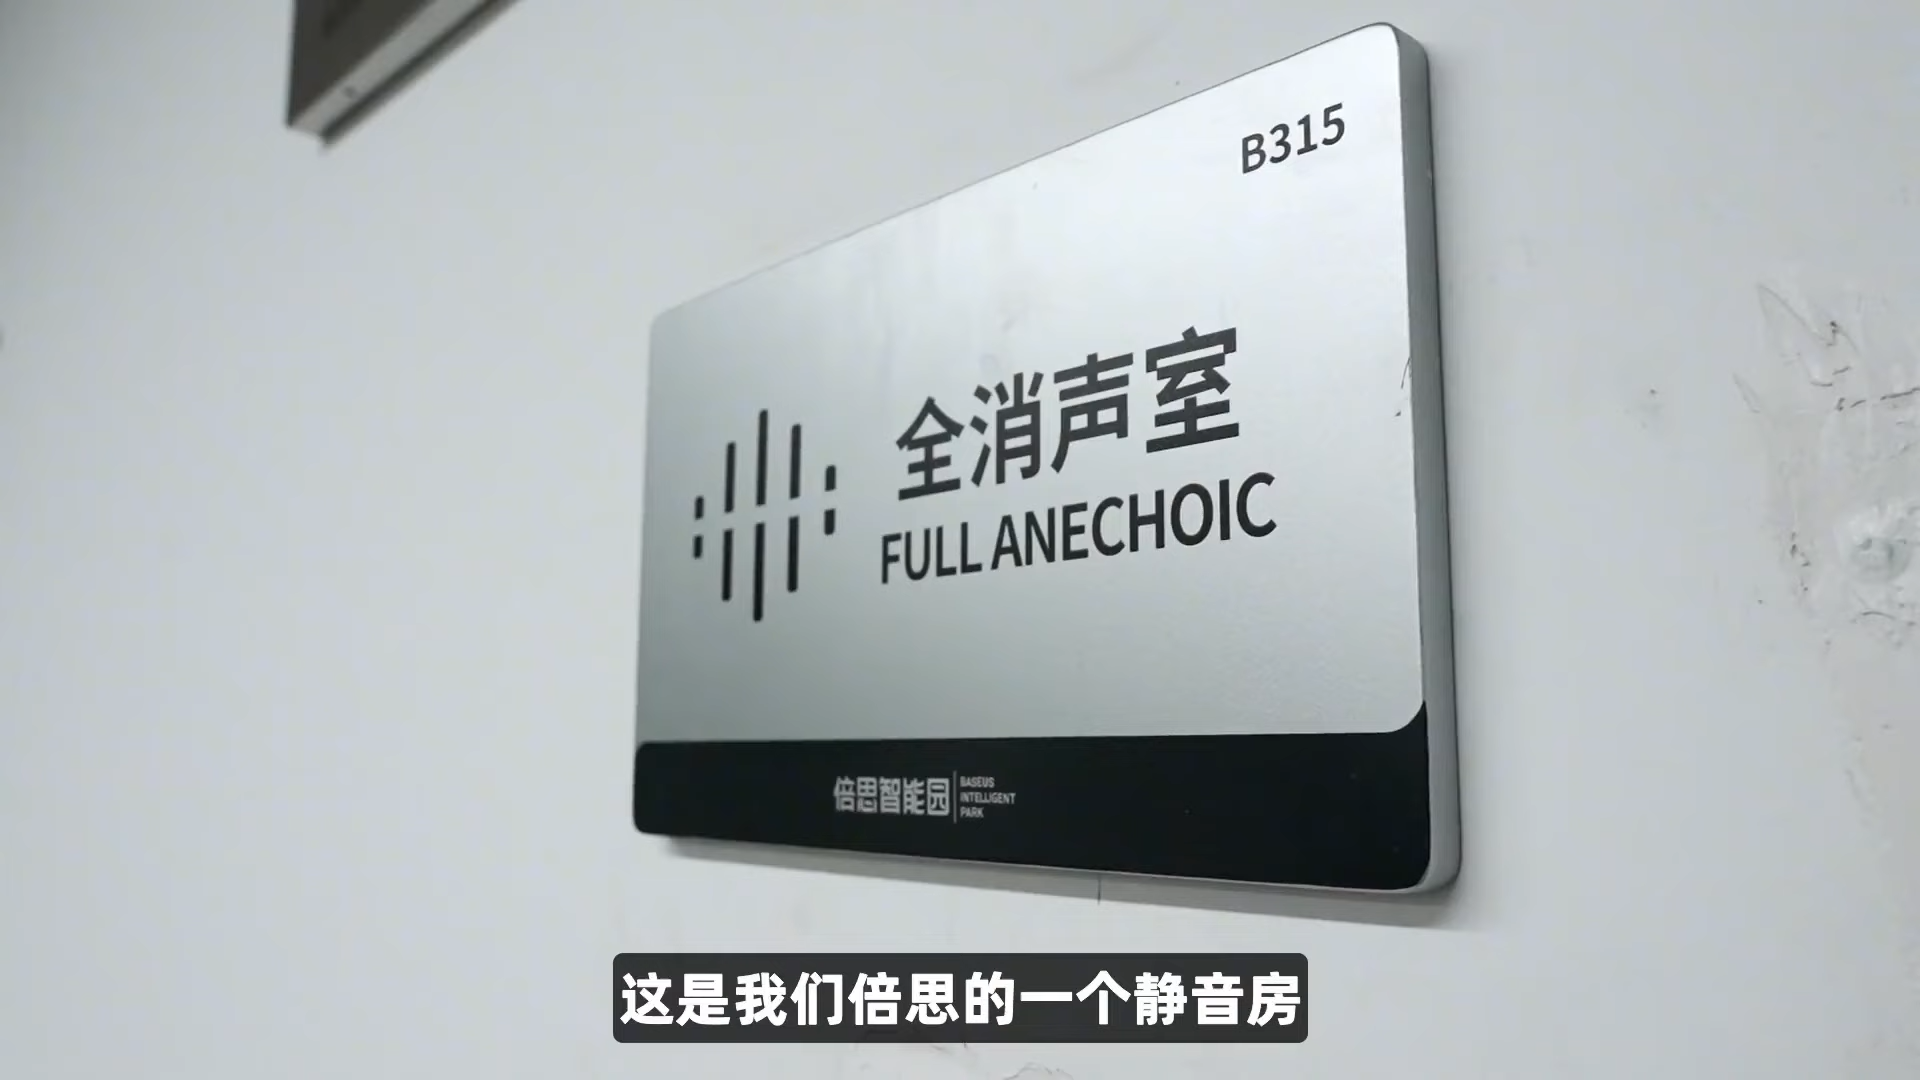 B315
全消声室
FULL ANECHOIC
倍思智能园
BASEUS
INTELLIGENT
PARK
这是我们倍思的一个静音房